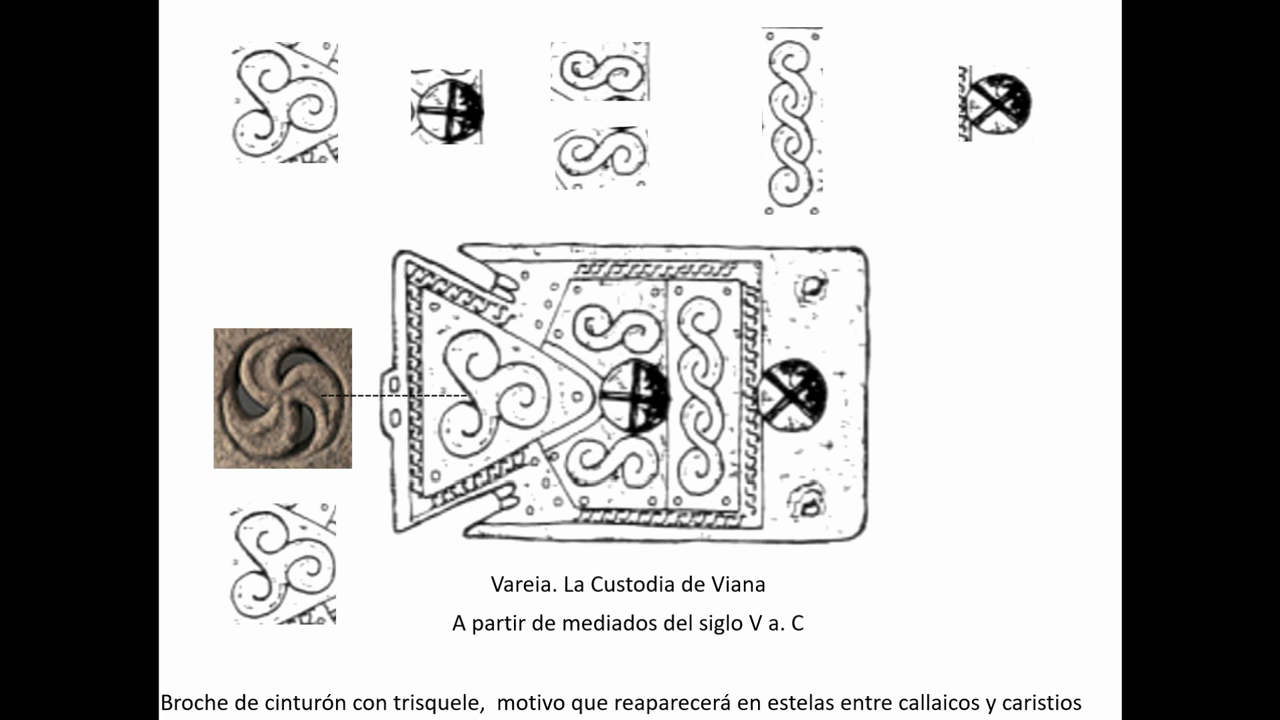 Vareia. La Custodia de Viana
A partir de mediados del siglo V a. C
Broche de cinturón con trisquele, motivo que reaparecerá en estelas entre callaicos y caristios